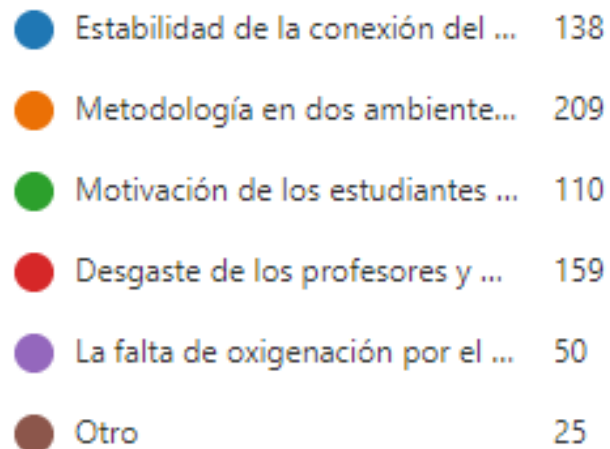 Estabilidad de la conexión del ... 138
Metodología en dos ambiente... 209
Motivación de los estudiantes ... 110
Desgaste de los profesores y ... 159
La falta de oxigenación por el ... 50
Otro 25